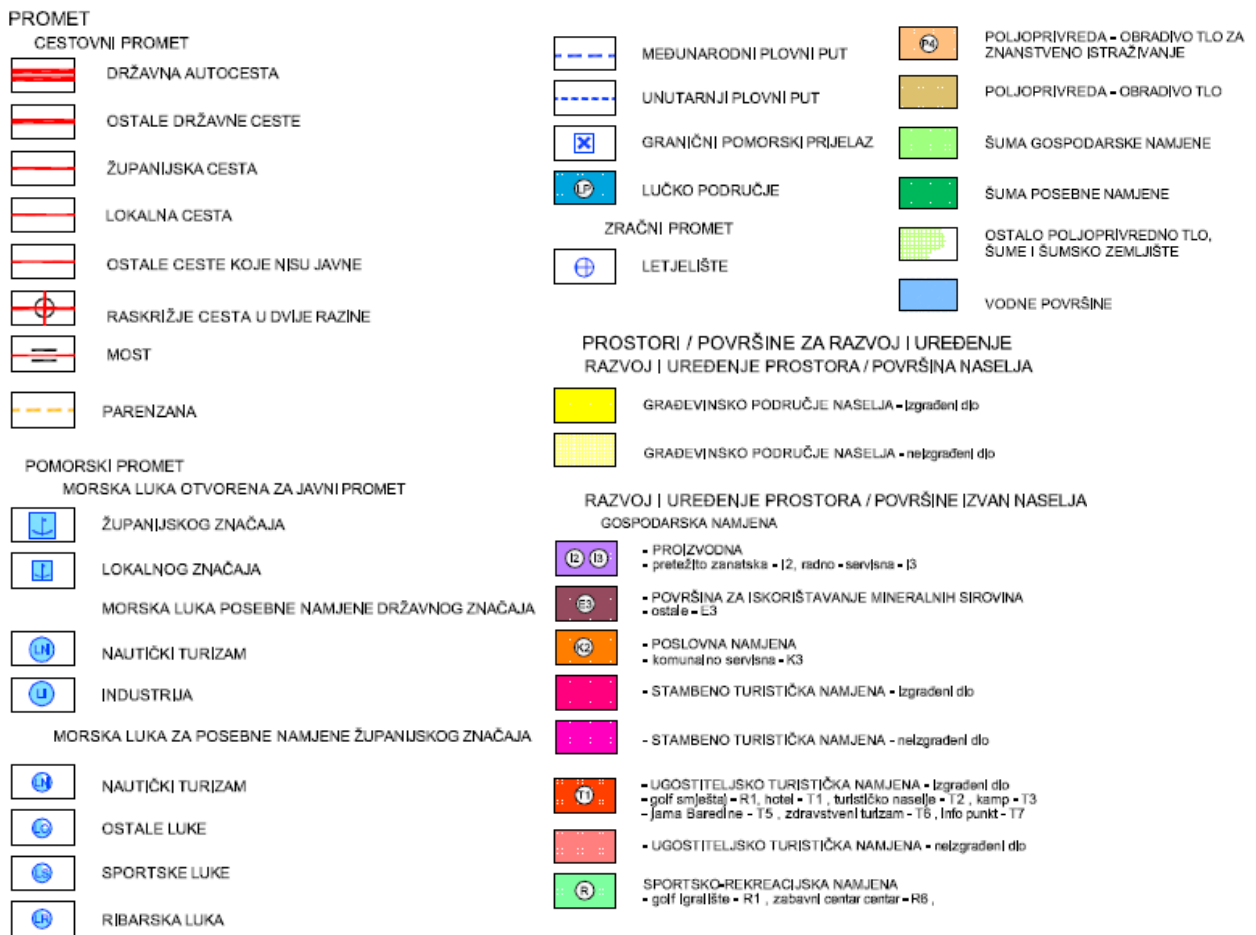 PROMET
CESTOVNI PROMET
DRŽAVNA AUTOCESTA
OSTALE DRŽAVNE CESTE
ŽUPANIJSKA CESTA
LOKALNA CESTA
OSTALE CESTE KOJE NISU JAVNE
RASKRIŽJE CESTA U DVIJE RAZINE
MOST
PARENZANA
POMORSKI PROMET
MORSKA LUKA OTVORENA ZA JAVNI PROMET
ŽUPANIJSKOG ZNAČAJA
LOKALNOG ZNAČAJA
MORSKA LUKA POSEBNE NAMJENE DRŽAVNOG ZNAČAJA
LN NAUTIČKI TURIZAM
LI INDUSTRIJA
MORSKA LUKA ZA POSEBNE NAMJENE ŽUPANIJSKOG ZNAČAJA
LN NAUTIČKI TURIZAM
LO OSTALE LUKE
LS SPORTSKE LUKE
LR RIBARSKA LUKA
MEĐUNARODNI PLOVNI PUT
UNUTARNJI PLOVNI PUT
GRANIČNI POMORSKI PRIJELAZ
LP LUČKO PODRUČJE
ZRAČNI PROMET
LETJELIŠTE
P4 POLJOPRIVREDA - OBRADIVO TLO ZA
ZNANSTVENO ISTRAŽIVANJE
POLJOPRIVREDA - OBRADIVO TLO
ŠUMA GOSPODARSKE NAMJENE
ŠUMA POSEBNE NAMJENE
OSTALO POLJOPRIVREDNO TLO,
ŠUME I ŠUMSKO ZEMLJIŠTE
VODNE POVRŠINE
PROSTORI / POVRŠINE ZA RAZVOJ I UREĐENJE
RAZVOJ I UREĐENJE PROSTORA / POVRŠINA NASELJA
GRAĐEVINSKO PODRUČJE NASELJA - izgrađeni dio
GRAĐEVINSKO PODRUČJE NASELJA - neizgrađeni dio
RAZVOJ I UREĐENJE PROSTORA / POVRŠINE IZVAN NASELJA
GOSPODARSKA NAMJENA
I2 I3 - PROIZVODNA
- pretežito zanatska - I2, radno - servisna - I3
E3 - POVRŠINA ZA ISKORIŠTAVANJE MINERALNIH SIROVINA
- ostale - E3
K2 - POSLOVNA NAMJENA
- komunalno servisna - K3
- STAMBENO TURISTIČKA NAMJENA - izgrađeni dio
- STAMBENO TURISTIČKA NAMJENA - neizgrađeni dio
T1 - UGOSTITELJSKO TURISTIČKA NAMJENA - izgrađeni dio
- golf smještaj - R1, hotel - T1 , turističko naselje - T2 , kamp - T3
- jama Baredine - T5 , zdravstveni turizam - T6 , info punkt - T7
- UGOSTITELJSKO TURISTIČKA NAMJENA - neizgrađeni dio
R SPORTSKO-REKREACIJSKA NAMJENA
- golf igralište - R1 , zabavni centar centar - R6 ,